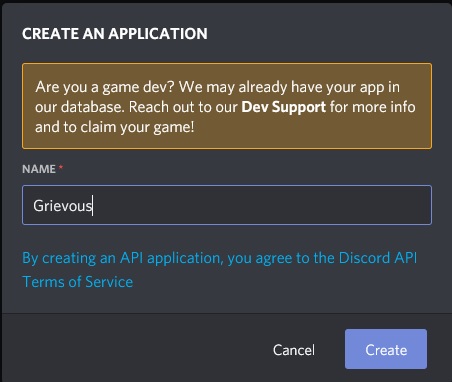 CREATE AN APPLICATION
Are you a game dev? We may already have your app in
our database. Reach out to our Dev Support for more info
and to claim your game!
NAME *
Grievous
By creating an API application, you agree to the Discord API
Terms of Service
Cancel Create